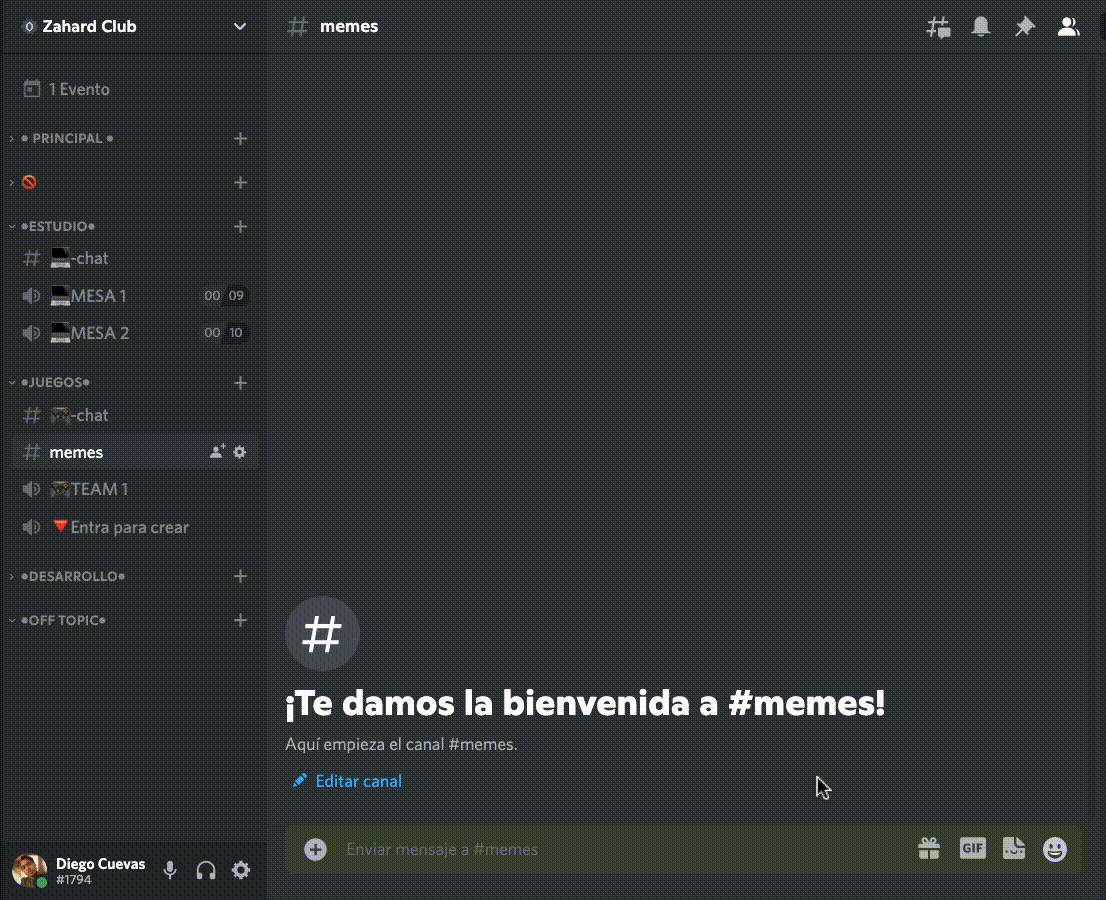 Zahard Club
1 Evento
• PRINCIPAL •
•ESTUDIO•
-chat
MESA 1 00 09
MESA 2 00 10
•JUEGOS•
-chat
memes
TEAM 1
Entra para crear
•DESARROLLO•
•OFF TOPIC•
Diego Cuevas
#1794
# memes
#
¡Te damos la bienvenida a #memes!
Aquí empieza el canal #memes.
Editar canal
Enviar mensaje a #memes
GIF